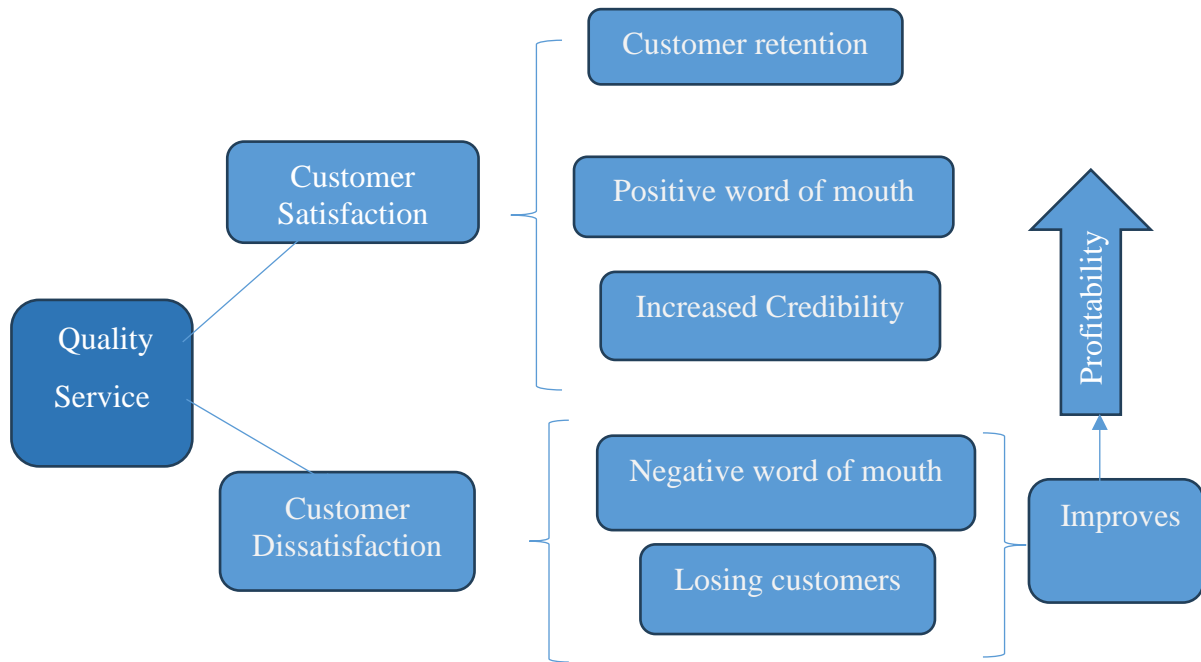 Customer retention
Customer
Satisfaction
Positive word of mouth
Increased Credibility
Profitability
Quality
Service
Negative word of mouth
Customer
Dissatisfaction
Improves
Losing customers